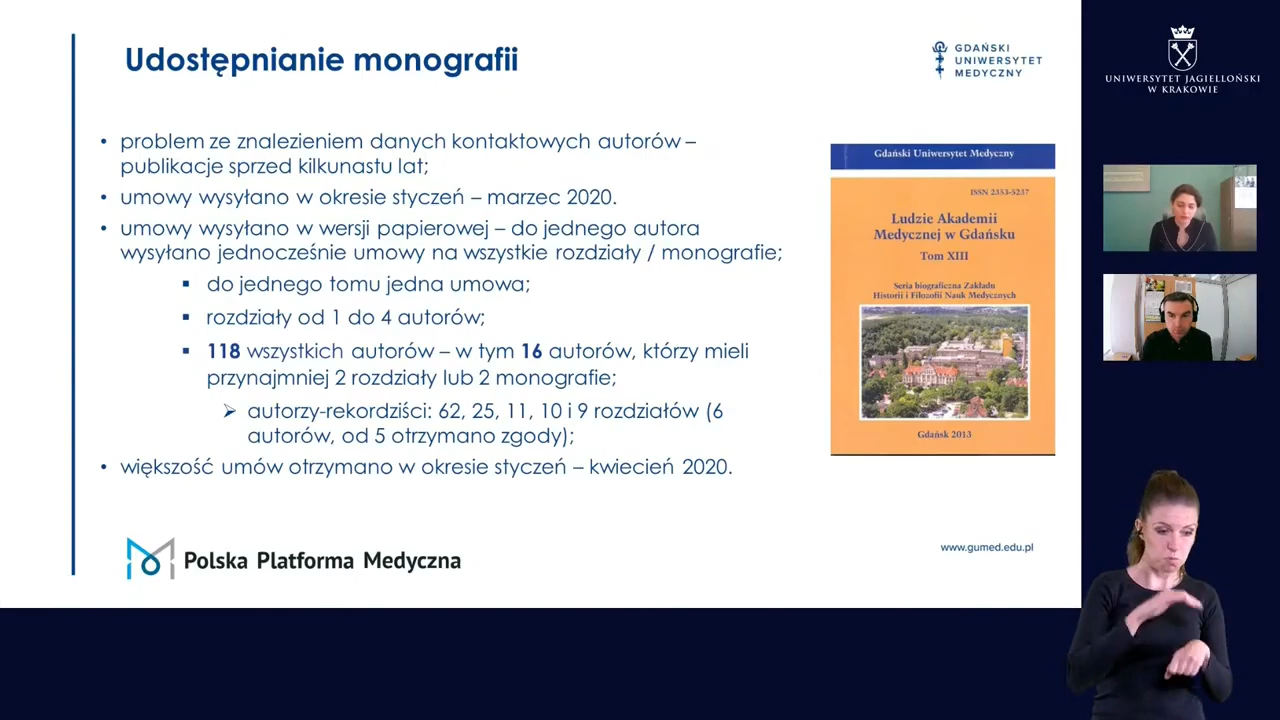 Udostępnianie monografii
GDAŃSKI
UNIWERSYTET
MEDYCZNY
• problem ze znalezieniem danych kontaktowych autorów –
publikacje sprzed kilkunastu lat;
• umowy wysyłano w okresie styczeń – marzec 2020.
• umowy wysyłano w wersji papierowej – do jednego autora
wysyłano jednocześnie umowy na wszystkie rozdziały / monografie;
▪ do jednego tomu jedna umowa;
▪ rozdziały od 1 do 4 autorów;
▪ 118 wszystkich autorów – w tym 16 autorów, którzy mieli
przynajmniej 2 rozdziały lub 2 monografie;
➢ autorzy-rekordziści: 62, 25, 11, 10 i 9 rozdziałów (6
autorów, od 5 otrzymano zgody);
• większość umów otrzymano w okresie styczeń – kwiecień 2020.
Gdański Uniwersytet Medyczny
ISSN 2353-5237
Ludzie Akademii
Medycznej w Gdańsku
Tom XIII
Seria biograficzna Zakładu
Historii i Filozofii Nauk Medycznych
Gdańsk 2013
Polska Platforma Medyczna
www.gumed.edu.pl
UNIWERSYTET JAGIELLOŃSKI
W KRAKOWIE